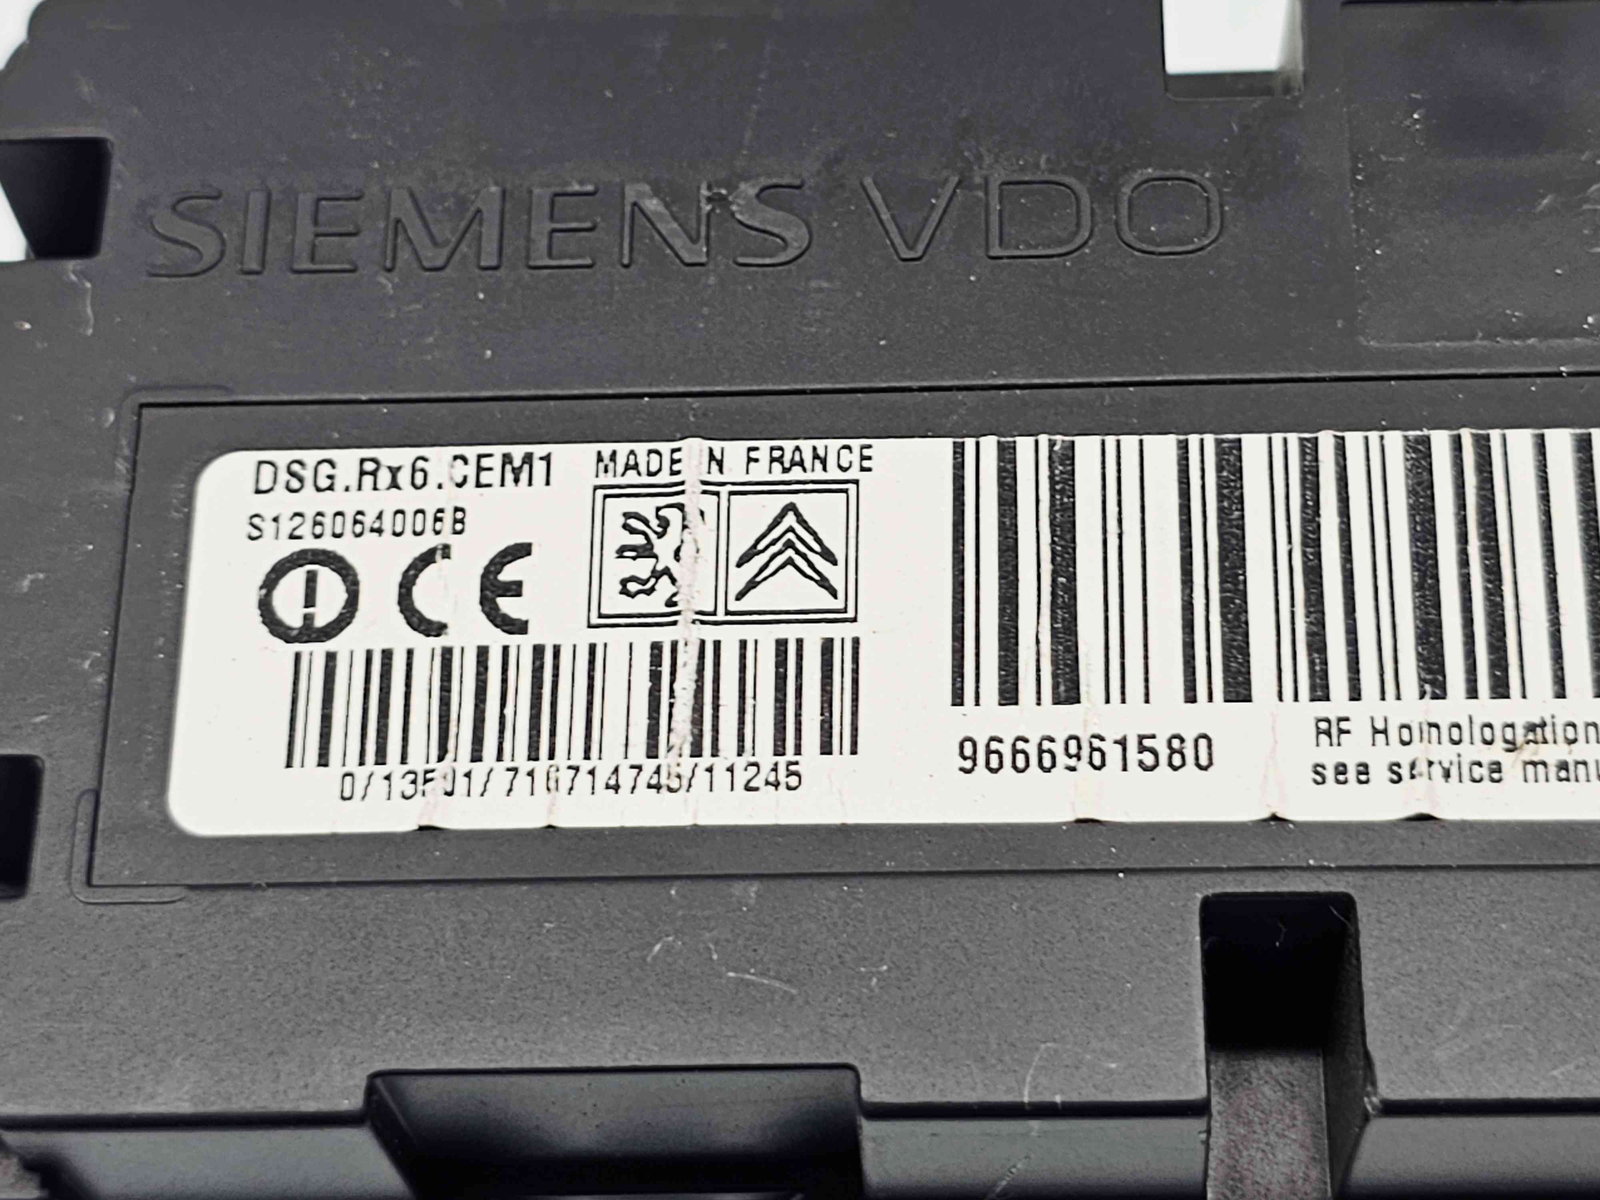 SIEMENS VDO
DSG.Rx6.CEM1
MADE IN FRANCE
S126064006B
CE
9666961580
RF Homologation
see service manu